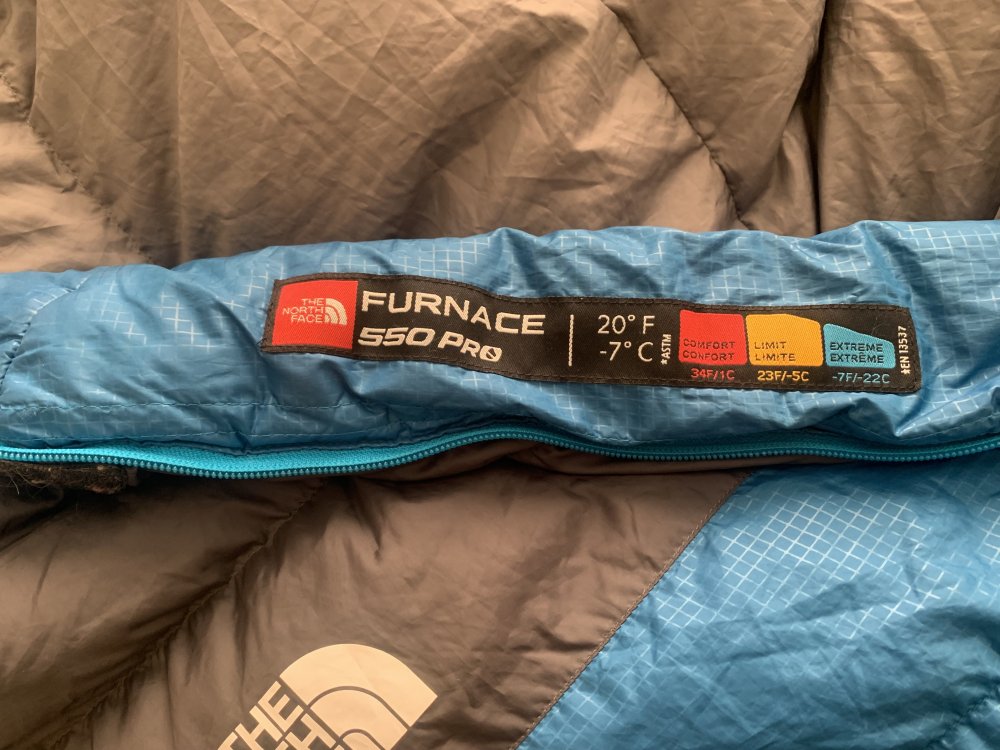 THE
NORTH
FACE
FURNACE
550 PRO
20° F
-7° C
*ASTM
COMFORT
CONFORT
34F/1C
LIMIT
LIMITE
23F/-5C
EXTREME
EXTRÊME
-7F/-22C
*EN 13537
THE